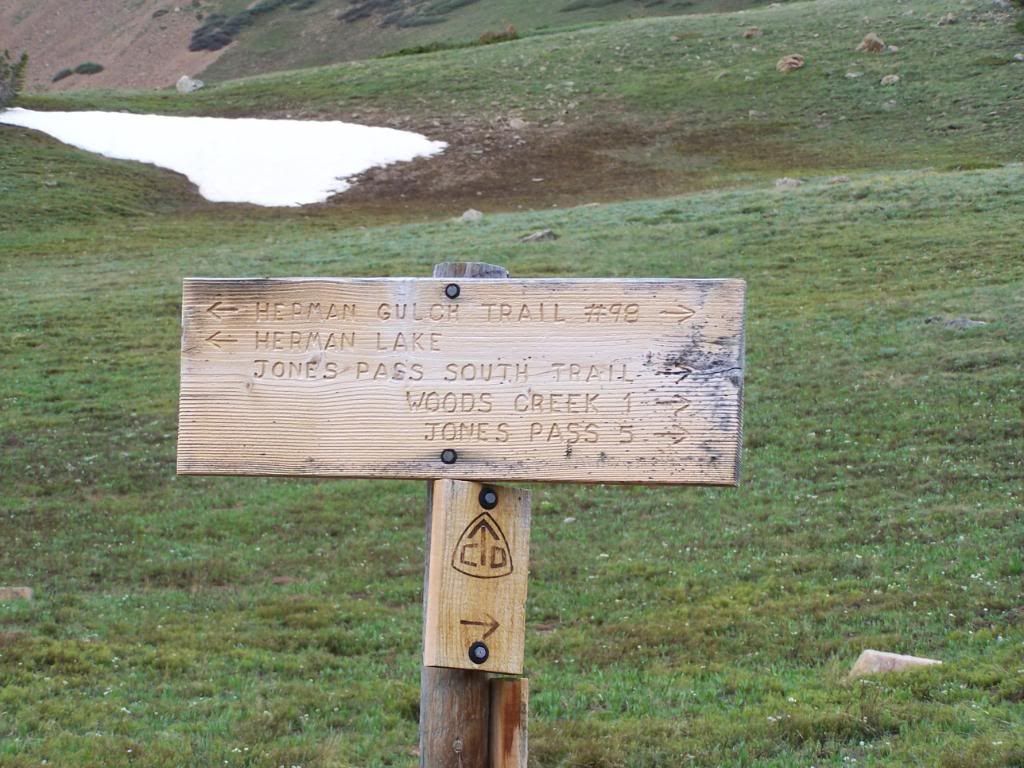 ← HERMAN GULCH TRAIL #98 →
← HERMAN LAKE
JONES PASS SOUTH TRAIL →
WOODS CREEK 1 →
JONES PASS 5 →
CTD
→